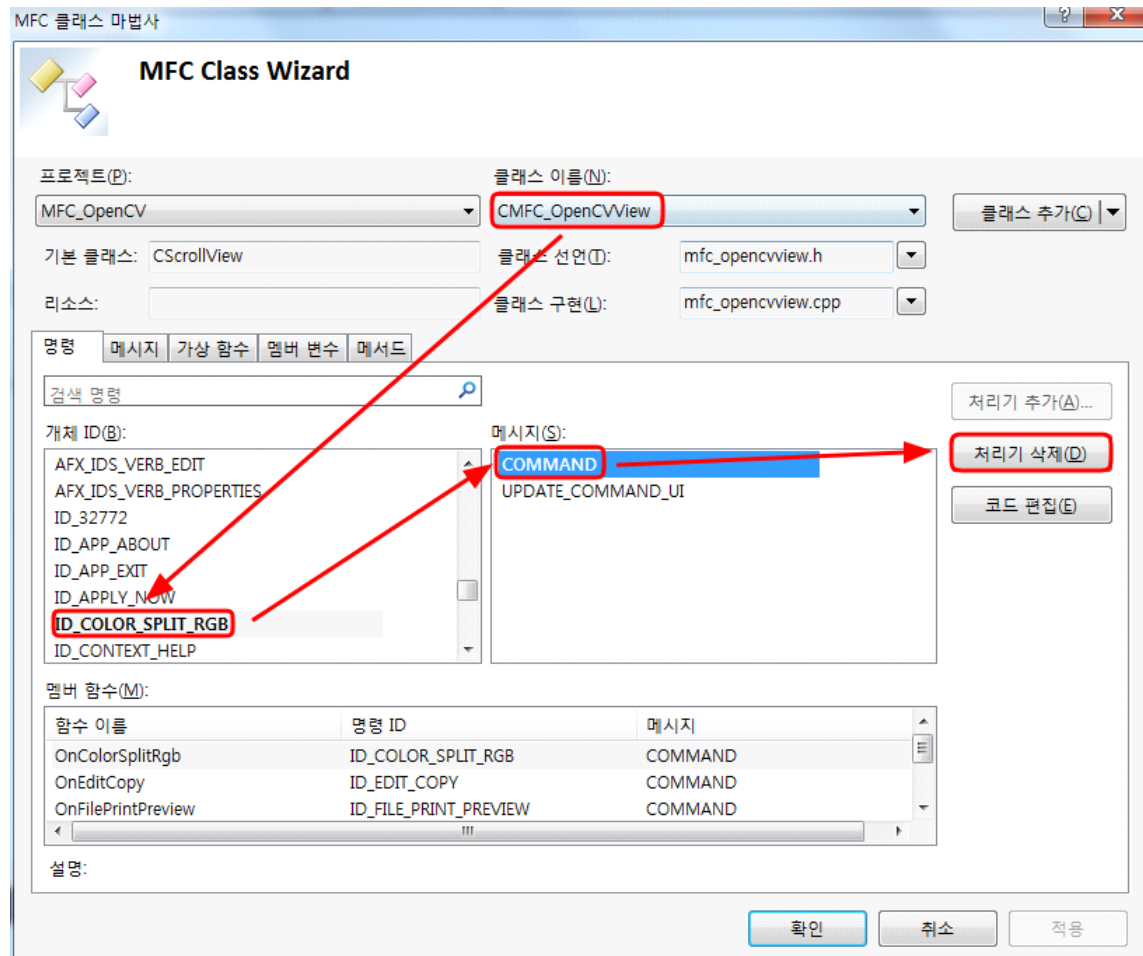 MFC 클래스 마법사
MFC Class Wizard
프로젝트(P):
클래스 이름(N):
MFC_OpenCV
CMFC_OpenCVView
클래스 추가(C)
기본 클래스:
CScrollView
클래스 선언(T):
mfc_opencvview.h
리소스:
클래스 구현(L):
mfc_opencvview.cpp
명령
메시지
가상 함수
멤버 변수
메서드
검색 명령
처리기 추가(A)...
개체 ID(B):
메시지(S):
처리기 삭제(D)
코드 편집(E)
AFX_IDS_VERB_EDIT
AFX_IDS_VERB_PROPERTIES
ID_32772
ID_APP_ABOUT
ID_APP_EXIT
ID_APPLY_NOW
ID_COLOR_SPLIT_RGB
ID_CONTEXT_HELP
COMMAND
UPDATE_COMMAND_UI
멤버 함수(M):
함수 이름 명령 ID 메시지
OnColorSplitRgb ID_COLOR_SPLIT_RGB COMMAND
OnEditCopy ID_EDIT_COPY COMMAND
OnFilePrintPreview ID_FILE_PRINT_PREVIEW COMMAND
설명:
확인
취소
적용